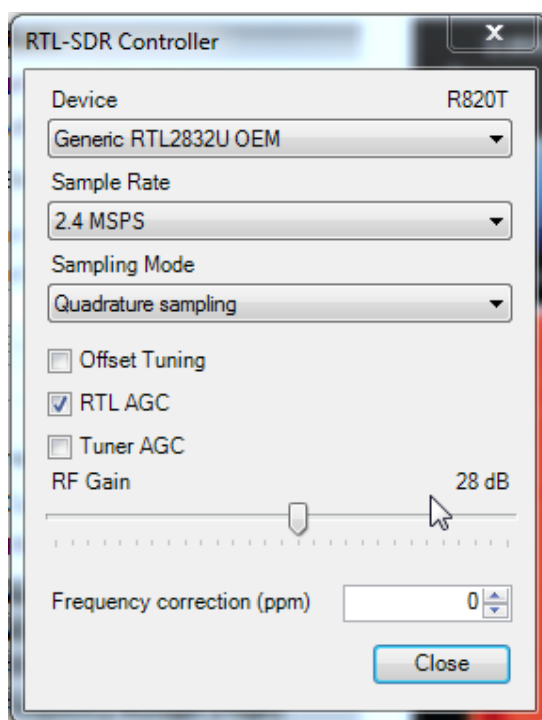 RTL-SDR Controller
x
Device R820T
Generic RTL2832U OEM
Sample Rate
2.4 MSPS
Sampling Mode
Quadrature sampling
Offset Tuning
RTL AGC
Tuner AGC
RF Gain 28 dB
Frequency correction (ppm) 0
Close